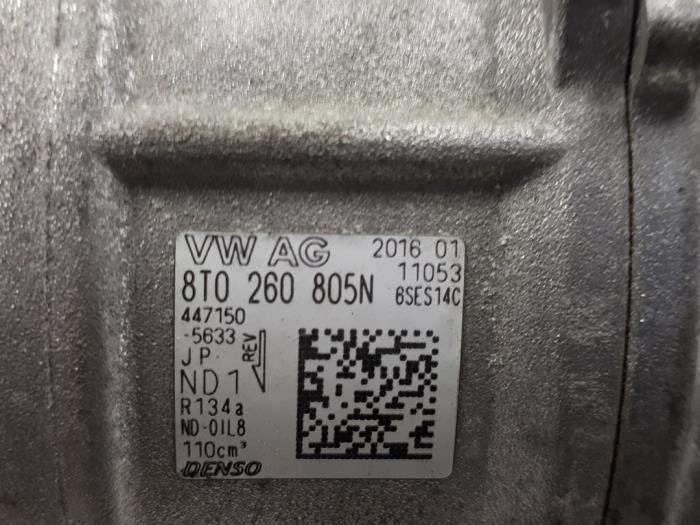 VW AG 2016 01
11053
8T0 260 805N 6SES14C
447150
-5633
JP REV
ND1
R134a
ND-OIL8
110cm³
DENSO